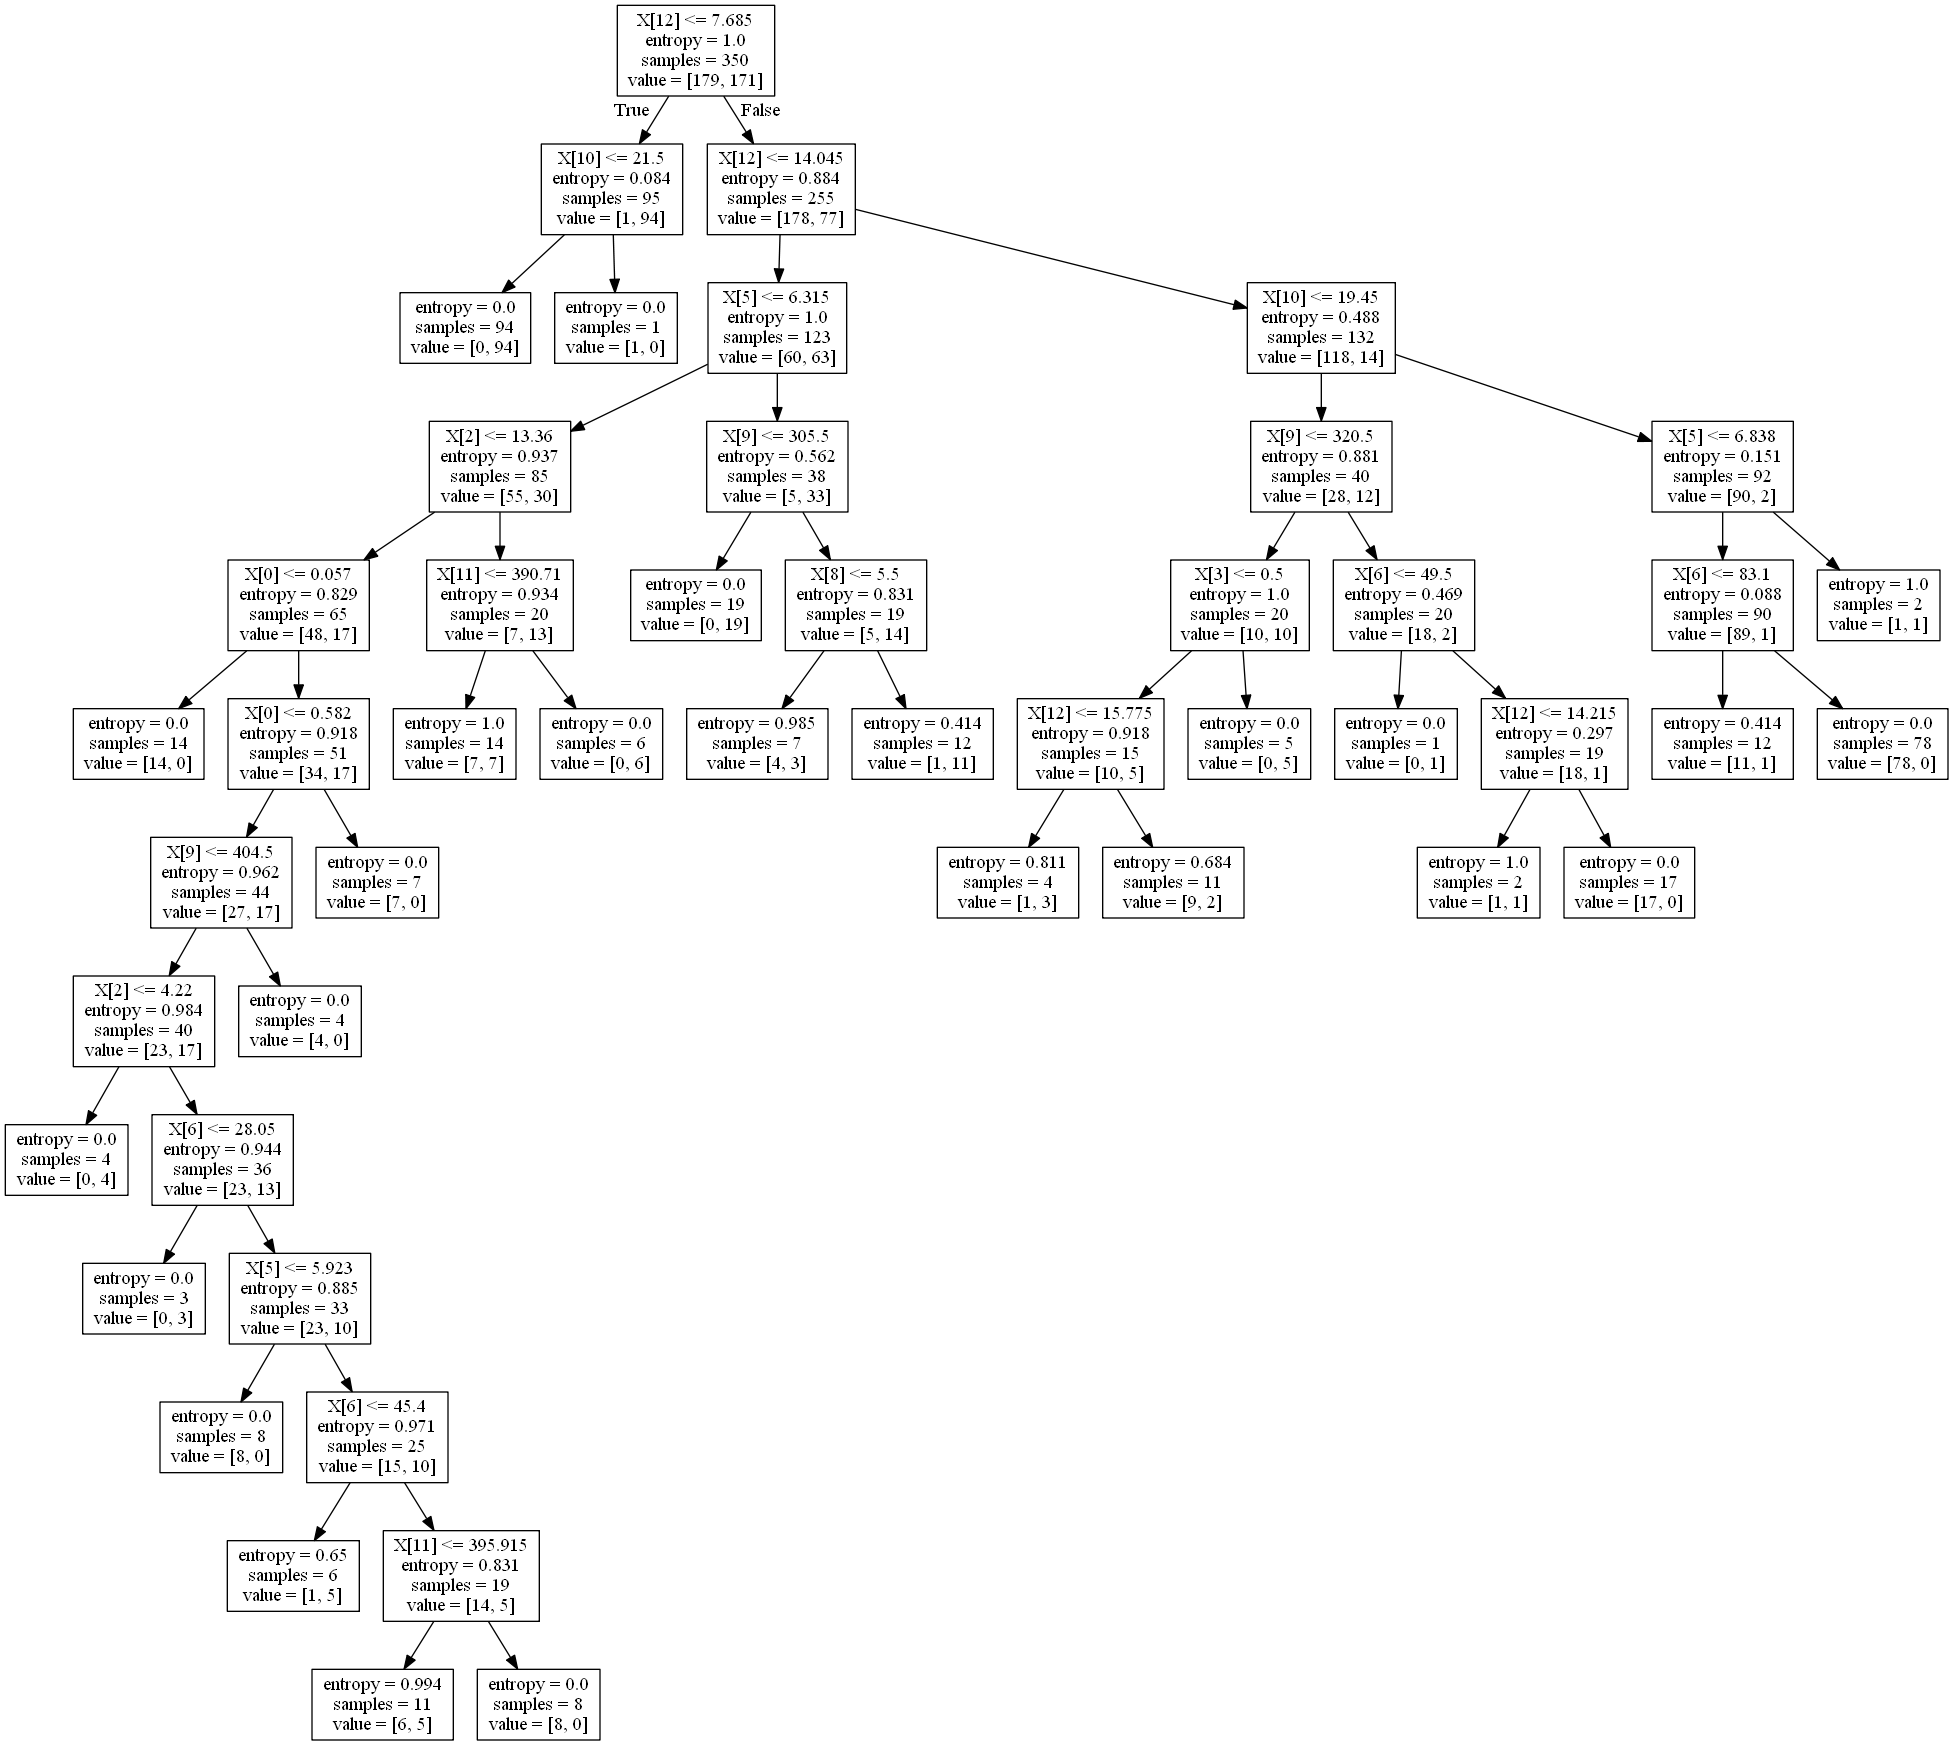 X[12] <= 7.685
entropy = 1.0
samples = 350
value = [179, 171]
True
False
X[10] <= 21.5
entropy = 0.084
samples = 95
value = [1, 94]
X[12] <= 14.045
entropy = 0.884
samples = 255
value = [178, 77]
entropy = 0.0
samples = 94
value = [0, 94]
entropy = 0.0
samples = 1
value = [1, 0]
X[5] <= 6.315
entropy = 1.0
samples = 123
value = [60, 63]
X[10] <= 19.45
entropy = 0.488
samples = 132
value = [118, 14]
X[2] <= 13.36
entropy = 0.937
samples = 85
value = [55, 30]
X[9] <= 305.5
entropy = 0.562
samples = 38
value = [5, 33]
X[9] <= 320.5
entropy = 0.881
samples = 40
value = [28, 12]
X[5] <= 6.838
entropy = 0.151
samples = 92
value = [90, 2]
X[0] <= 0.057
entropy = 0.829
samples = 65
value = [48, 17]
X[11] <= 390.71
entropy = 0.934
samples = 20
value = [7, 13]
entropy = 0.0
samples = 19
value = [0, 19]
X[8] <= 5.5
entropy = 0.831
samples = 19
value = [5, 14]
X[3] <= 0.5
entropy = 1.0
samples = 20
value = [10, 10]
X[6] <= 49.5
entropy = 0.469
samples = 20
value = [18, 2]
X[6] <= 83.1
entropy = 0.088
samples = 90
value = [89, 1]
entropy = 1.0
samples = 2
value = [1, 1]
entropy = 0.0
samples = 14
value = [14, 0]
X[0] <= 0.582
entropy = 0.918
samples = 51
value = [34, 17]
entropy = 1.0
samples = 14
value = [7, 7]
entropy = 0.0
samples = 6
value = [0, 6]
entropy = 0.985
samples = 7
value = [4, 3]
entropy = 0.414
samples = 12
value = [1, 11]
X[12] <= 15.775
entropy = 0.918
samples = 15
value = [10, 5]
entropy = 0.0
samples = 5
value = [0, 5]
entropy = 0.0
samples = 1
value = [0, 1]
X[12] <= 14.215
entropy = 0.297
samples = 19
value = [18, 1]
entropy = 0.414
samples = 12
value = [11, 1]
entropy = 0.0
samples = 78
value = [78, 0]
X[9] <= 404.5
entropy = 0.962
samples = 44
value = [27, 17]
entropy = 0.0
samples = 7
value = [7, 0]
entropy = 0.811
samples = 4
value = [1, 3]
entropy = 0.684
samples = 11
value = [9, 2]
entropy = 1.0
samples = 2
value = [1, 1]
entropy = 0.0
samples = 17
value = [17, 0]
X[2] <= 4.22
entropy = 0.984
samples = 40
value = [23, 17]
entropy = 0.0
samples = 4
value = [4, 0]
entropy = 0.0
samples = 4
value = [0, 4]
X[6] <= 28.05
entropy = 0.944
samples = 36
value = [23, 13]
entropy = 0.0
samples = 3
value = [0, 3]
X[5] <= 5.923
entropy = 0.885
samples = 33
value = [23, 10]
entropy = 0.0
samples = 8
value = [8, 0]
X[6] <= 45.4
entropy = 0.971
samples = 25
value = [15, 10]
entropy = 0.65
samples = 6
value = [1, 5]
X[11] <= 395.915
entropy = 0.831
samples = 19
value = [14, 5]
entropy = 0.994
samples = 11
value = [6, 5]
entropy = 0.0
samples = 8
value = [8, 0]